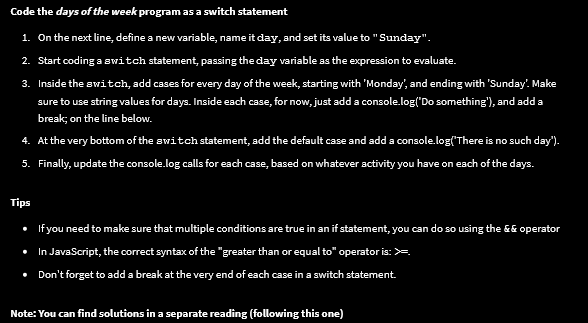 Code the days of the week program as a switch statement
1. On the next line, define a new variable, name it day, and set its value to "Sunday".
2. Start coding a switch statement, passing the day variable as the expression to evaluate.
3. Inside the switch, add cases for every day of the week, starting with 'Monday', and ending with 'Sunday'. Make
sure to use string values for days. Inside each case, for now, just add a console.log('Do something'), and add a
break; on the line below.
4. At the very bottom of the switch statement, add the default case and add a console.log('There is no such day').
5. Finally, update the console.log calls for each case, based on whatever activity you have on each of the days.
Tips
• If you need to make sure that multiple conditions are true in an if statement, you can do so using the && operator
• In JavaScript, the correct syntax of the "greater than or equal to" operator is: >=.
• Don't forget to add a break at the very end of each case in a switch statement.
Note: You can find solutions in a separate reading (following this one)